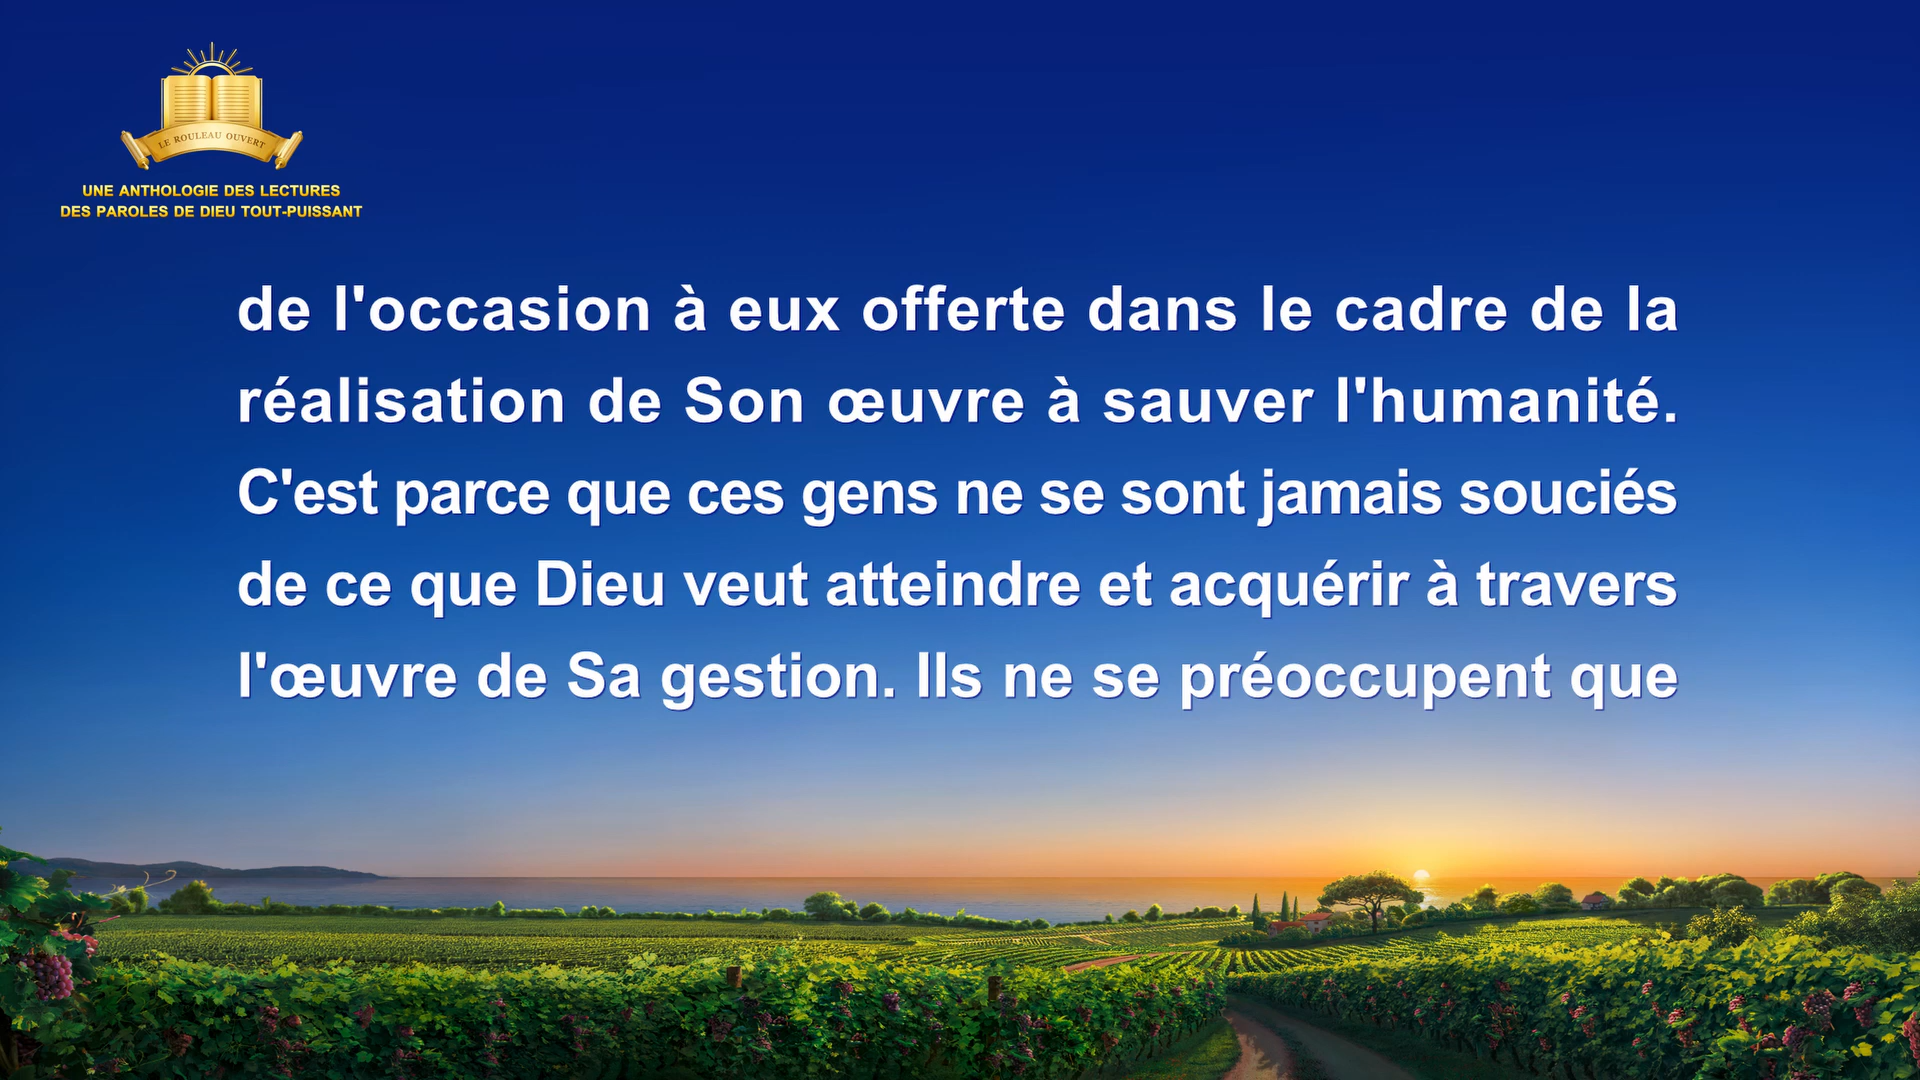 LE ROULEAU OUVERT
UNE ANTHOLOGIE DES LECTURES
DES PAROLES DE DIEU TOUT-PUISSANT
de l'occasion à eux offerte dans le cadre de la
réalisation de Son œuvre à sauver l'humanité.
C'est parce que ces gens ne se sont jamais souciés
de ce que Dieu veut atteindre et acquérir à travers
l'œuvre de Sa gestion. Ils ne se préoccupent que